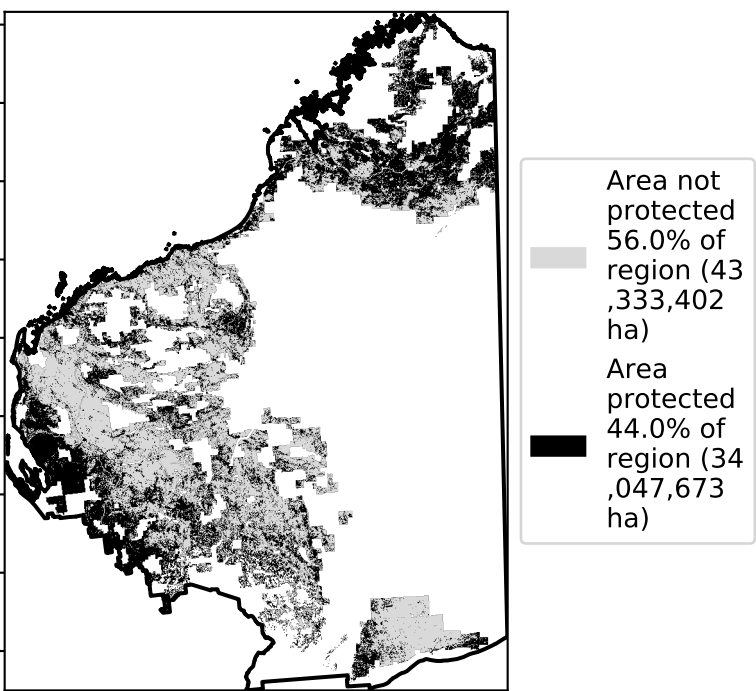 Area not
protected
56.0% of
region (43
,333,402
ha)
Area
protected
44.0% of
region (34
,047,673
ha)